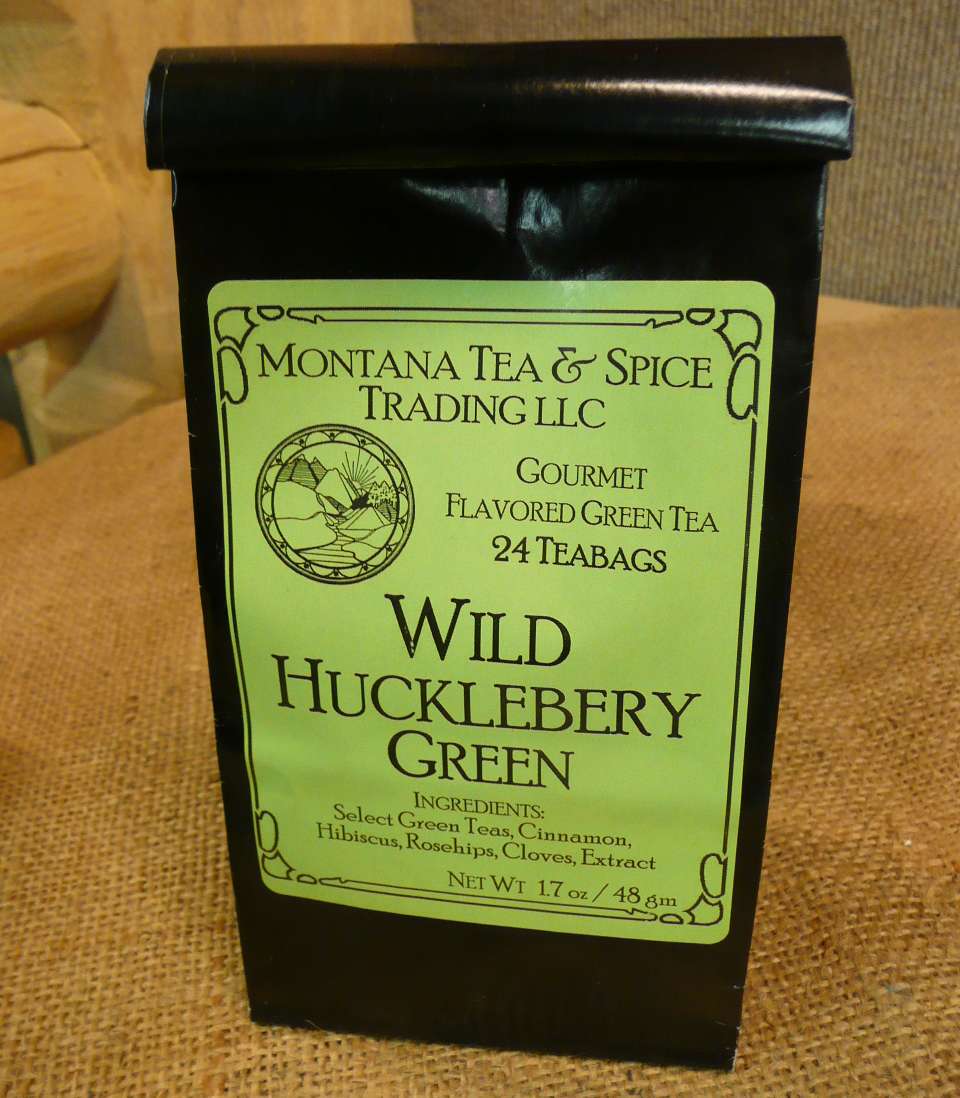 Montana Tea & Spice
Trading LLC
Gourmet
Flavored Green Tea
24 Teabags
Wild
Hucklebery
Green
Ingredients:
Select Green Teas, Cinnamon,
Hibiscus, Rosehips, Cloves, Extract
Net Wt 1.7 oz / 48 gm